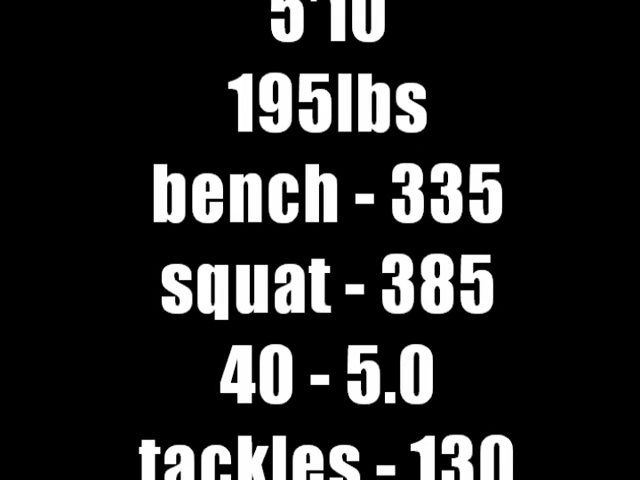 5'10
195lbs
bench - 335
squat - 385
40 - 5.0
tackles - 130